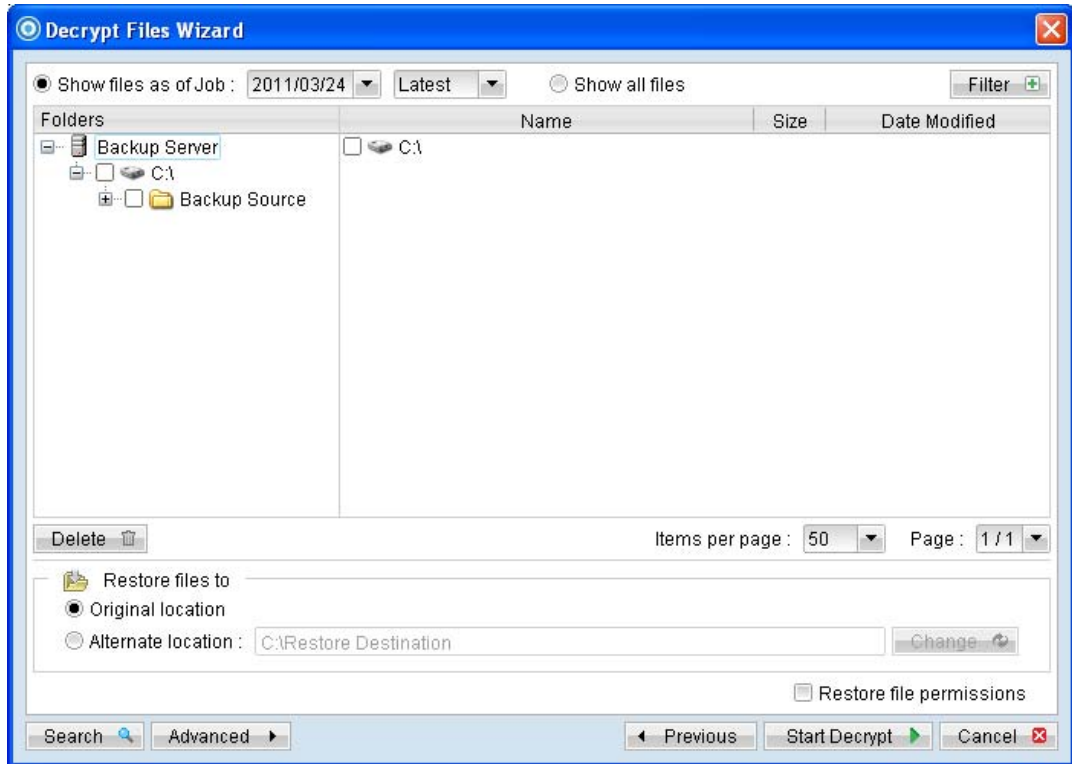 Decrypt Files Wizard
Show files as of Job : 2011/03/24 Latest Show all files Filter
Folders Name Size Date Modified
Backup Server C:\
C:\
Backup Source
Delete Items per page : 50 Page : 1 / 1
Restore files to
Original location
Alternate location : C:\Restore Destination Change
Restore file permissions
Search Advanced Previous Start Decrypt Cancel